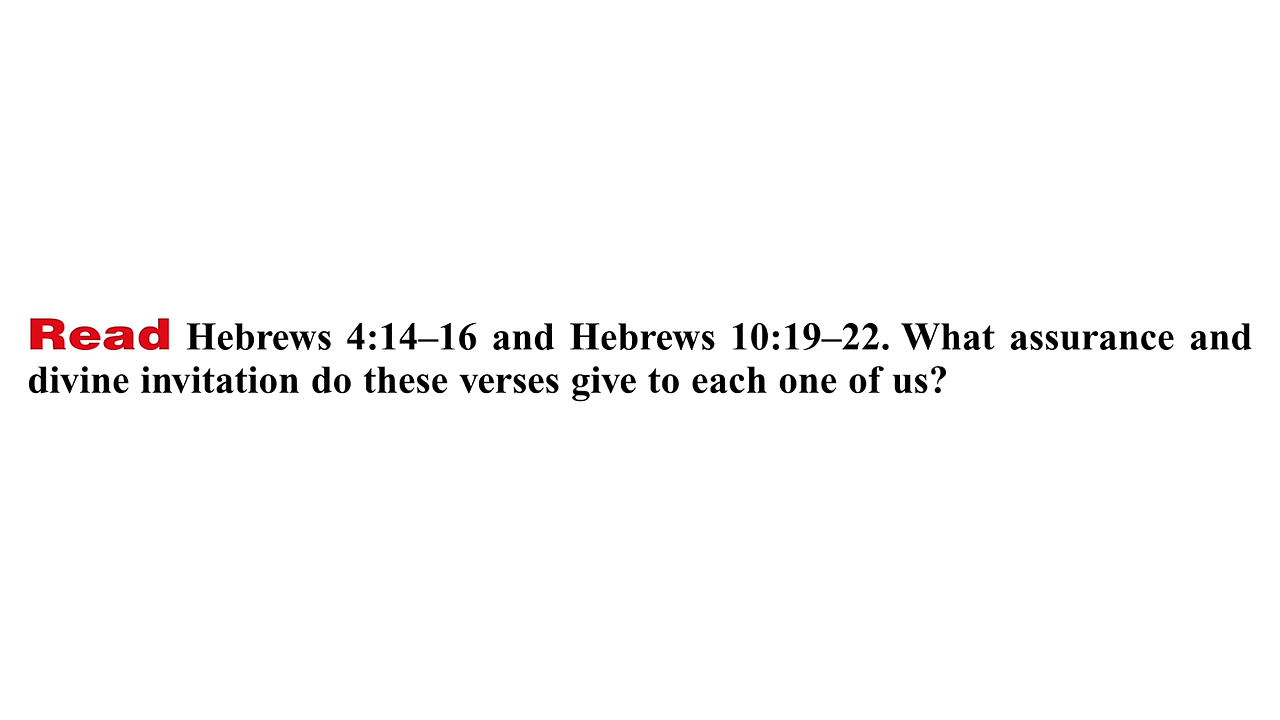 Read Hebrews 4:14–16 and Hebrews 10:19–22. What assurance and
divine invitation do these verses give to each one of us?